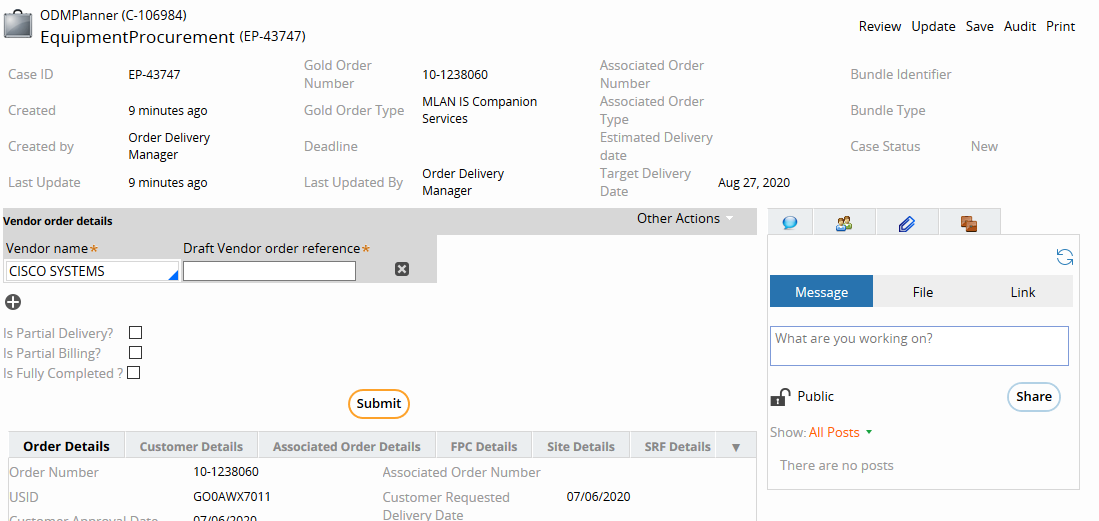 ODMPlanner (C-106984)
EquipmentProcurement (EP-43747)
Review Update Save Audit Print
Case ID EP-43747 Gold Order Number 10-1238060 Associated Order Number Bundle Identifier
Created 9 minutes ago Gold Order Type MLAN IS Companion Services Associated Order Type Bundle Type
Created by Order Delivery Manager Deadline Estimated Delivery date Case Status New
Last Update 9 minutes ago Last Updated By Order Delivery Manager Target Delivery Date Aug 27, 2020
Vendor order details Other Actions
Vendor name* Draft Vendor order reference*
CISCO SYSTEMS
Is Partial Delivery?
Is Partial Billing?
Is Fully Completed ?
Submit
Message File Link
What are you working on?
Public Share
Show: All Posts
There are no posts
Order Details Customer Details Associated Order Details FPC Details Site Details SRF Details
Order Number 10-1238060 Associated Order Number
USID GO0AWX7011 Customer Requested Delivery Date 07/06/2020
Customer Approval Date 07/06/2020